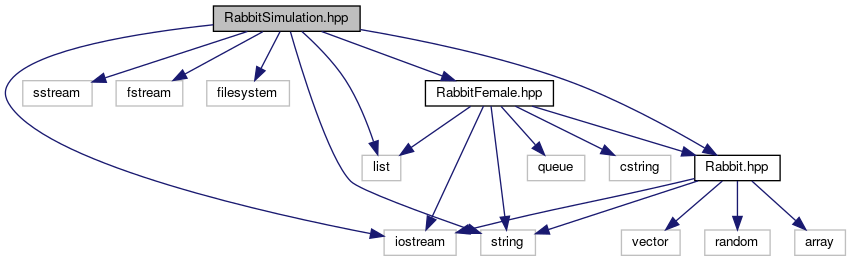 RabbitSimulation.hpp
sstream
fstream
filesystem
RabbitFemale.hpp
list
queue
cstring
Rabbit.hpp
iostream
string
vector
random
array